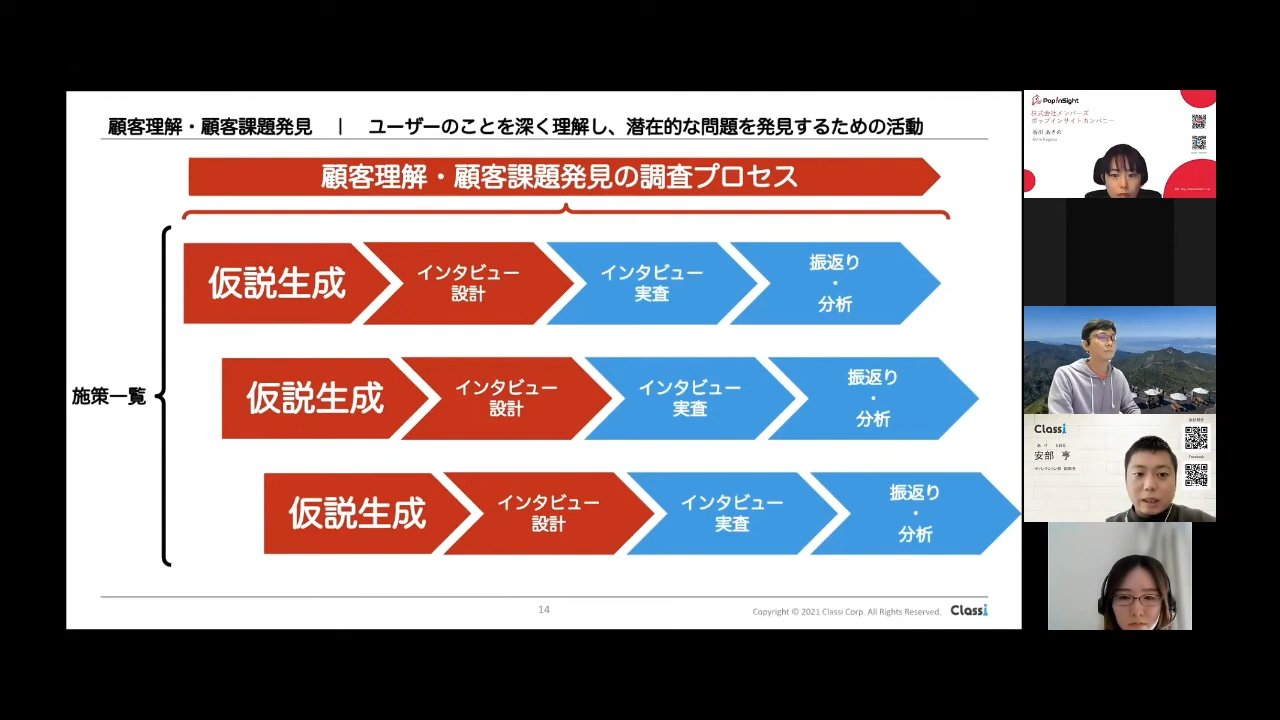 顧客理解・顧客課題発見 | ユーザーのことを深く理解し、潜在的な問題を発見するための活動
顧客理解・顧客課題発見の調査プロセス
施策一覧
仮説生成
インタビュー
設計
インタビュー
実査
振返り
・
分析
仮説生成
インタビュー
設計
インタビュー
実査
振返り
・
分析
仮説生成
インタビュー
設計
インタビュー
実査
振返り
・
分析
14
Copyright © 2021 Classi Corp. All Rights Reserved.
Classi
PopInSight
株式会社メンバーズ
ポップインサイトカンパニー
Classi
安部 亨
Facebook